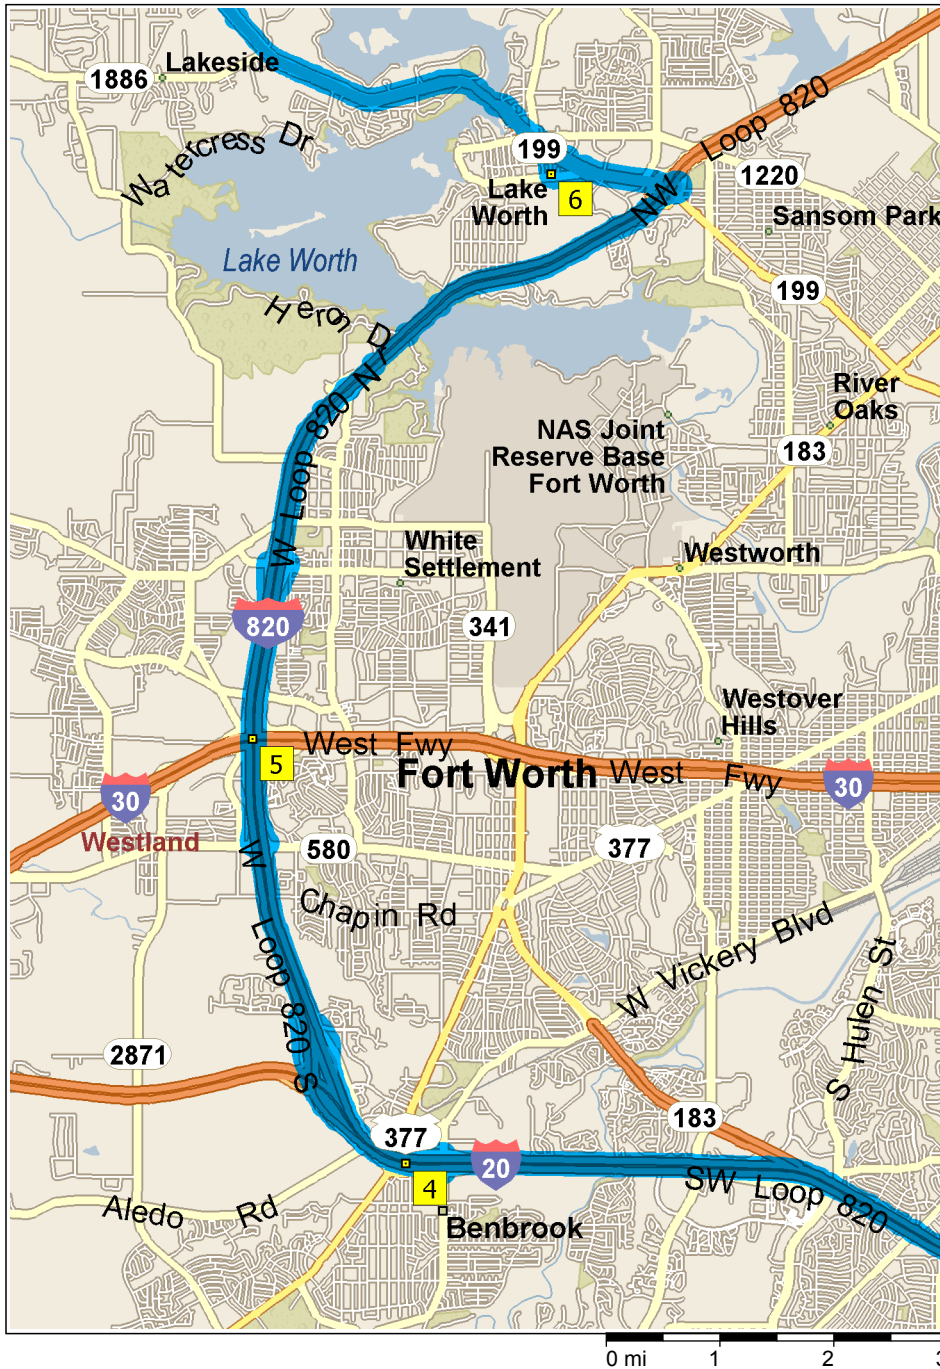 Lakeside
1886
Loop 820
Watercress Dr
199
1220
Lake
Worth
6
NW
Sansom Park
Lake Worth
199
Heron Dr
N
River
Oaks
W Loop 820
NAS Joint
Reserve Base
Fort Worth
183
White
Settlement
Westworth
820
341
Westover
Hills
West Fwy
5
Fort Worth
West Fwy
30
30
Westland
W Loop 820 S
580
377
Chapin Rd
W Vickery Blvd
S Hulen St
2871
183
377
20
4
SW Loop 820
Aledo Rd
Benbrook
0 mi 1 2 3